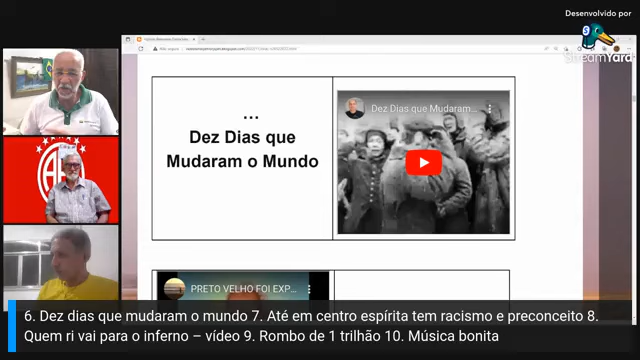 Desenvolvido por
StreamYard
...
Dez Dias que
Mudaram o Mundo
Dez Dias que Mudaram...
PRETO VELHO FOI EXP...
6. Dez dias que mudaram o mundo 7. Até em centro espírita tem racismo e preconceito 8.
Quem ri vai para o inferno – vídeo 9. Rombo de 1 trilhão 10. Música bonita